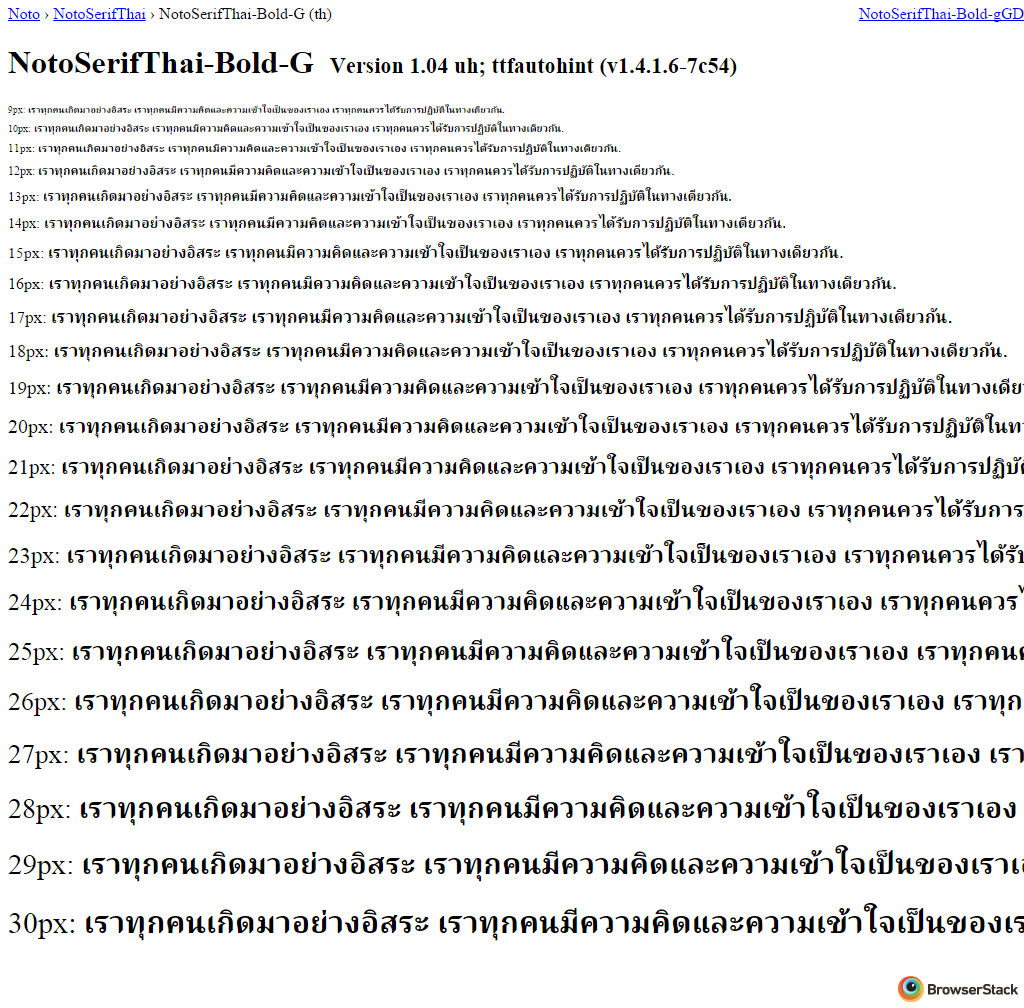 Noto › NotoSerifThai › NotoSerifThai-Bold-G (th) NotoSerifThai-Bold-gGD
NotoSerifThai-Bold-G Version 1.04 uh; ttfautohint (v1.4.1.6-7c54)
9px: เราทุกคนเกิดมาอย่างอิสระ เราทุกคนมีความคิดและความเข้าใจเป็นของเราเอง เราทุกคนควรได้รับการปฏิบัติในทางเดียวกัน.
10px: เราทุกคนเกิดมาอย่างอิสระ เราทุกคนมีความคิดและความเข้าใจเป็นของเราเอง เราทุกคนควรได้รับการปฏิบัติในทางเดียวกัน.
11px: เราทุกคนเกิดมาอย่างอิสระ เราทุกคนมีความคิดและความเข้าใจเป็นของเราเอง เราทุกคนควรได้รับการปฏิบัติในทางเดียวกัน.
12px: เราทุกคนเกิดมาอย่างอิสระ เราทุกคนมีความคิดและความเข้าใจเป็นของเราเอง เราทุกคนควรได้รับการปฏิบัติในทางเดียวกัน.
13px: เราทุกคนเกิดมาอย่างอิสระ เราทุกคนมีความคิดและความเข้าใจเป็นของเราเอง เราทุกคนควรได้รับการปฏิบัติในทางเดียวกัน.
14px: เราทุกคนเกิดมาอย่างอิสระ เราทุกคนมีความคิดและความเข้าใจเป็นของเราเอง เราทุกคนควรได้รับการปฏิบัติในทางเดียวกัน.
15px: เราทุกคนเกิดมาอย่างอิสระ เราทุกคนมีความคิดและความเข้าใจเป็นของเราเอง เราทุกคนควรได้รับการปฏิบัติในทางเดียวกัน.
16px: เราทุกคนเกิดมาอย่างอิสระ เราทุกคนมีความคิดและความเข้าใจเป็นของเราเอง เราทุกคนควรได้รับการปฏิบัติในทางเดียวกัน.
17px: เราทุกคนเกิดมาอย่างอิสระ เราทุกคนมีความคิดและความเข้าใจเป็นของเราเอง เราทุกคนควรได้รับการปฏิบัติในทางเดียวกัน.
18px: เราทุกคนเกิดมาอย่างอิสระ เราทุกคนมีความคิดและความเข้าใจเป็นของเราเอง เราทุกคนควรได้รับการปฏิบัติในทางเดียวกัน.
19px: เราทุกคนเกิดมาอย่างอิสระ เราทุกคนมีความคิดและความเข้าใจเป็นของเราเอง เราทุกคนควรได้รับการปฏิบัติในทางเดีย
20px: เราทุกคนเกิดมาอย่างอิสระ เราทุกคนมีความคิดและความเข้าใจเป็นของเราเอง เราทุกคนควรได้รับการปฏิบัติในท
21px: เราทุกคนเกิดมาอย่างอิสระ เราทุกคนมีความคิดและความเข้าใจเป็นของเราเอง เราทุกคนควรได้รับการปฏิบั
22px: เราทุกคนเกิดมาอย่างอิสระ เราทุกคนมีความคิดและความเข้าใจเป็นของเราเอง เราทุกคนควรได้รับการ
23px: เราทุกคนเกิดมาอย่างอิสระ เราทุกคนมีความคิดและความเข้าใจเป็นของเราเอง เราทุกคนควรได้รั
24px: เราทุกคนเกิดมาอย่างอิสระ เราทุกคนมีความคิดและความเข้าใจเป็นของเราเอง เราทุกคนควร
25px: เราทุกคนเกิดมาอย่างอิสระ เราทุกคนมีความคิดและความเข้าใจเป็นของเราเอง เราทุกคน
26px: เราทุกคนเกิดมาอย่างอิสระ เราทุกคนมีความคิดและความเข้าใจเป็นของเราเอง เราทุก
27px: เราทุกคนเกิดมาอย่างอิสระ เราทุกคนมีความคิดและความเข้าใจเป็นของเราเอง เรา
28px: เราทุกคนเกิดมาอย่างอิสระ เราทุกคนมีความคิดและความเข้าใจเป็นของเราเอง
29px: เราทุกคนเกิดมาอย่างอิสระ เราทุกคนมีความคิดและความเข้าใจเป็นของเราเ
30px: เราทุกคนเกิดมาอย่างอิสระ เราทุกคนมีความคิดและความเข้าใจเป็นของเร
BrowserStack